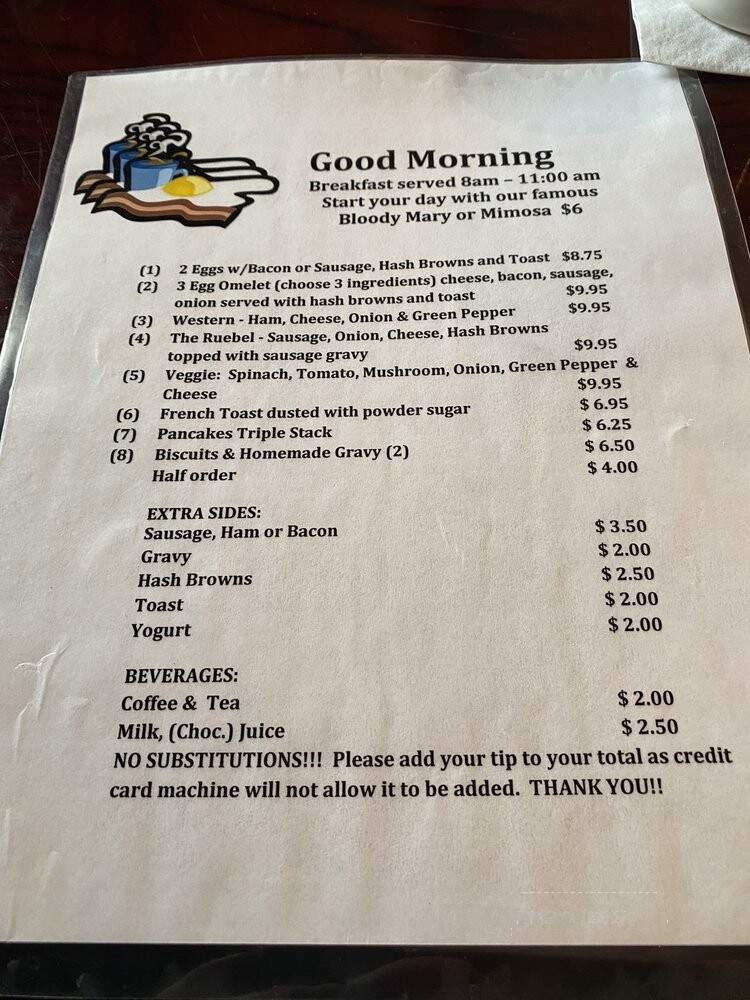 Good Morning
Breakfast served 8am – 11:00 am
Start your day with our famous
Bloody Mary or Mimosa $6
(1) 2 Eggs w/Bacon or Sausage, Hash Browns and Toast $8.75
(2) 3 Egg Omelet (choose 3 ingredients) cheese, bacon, sausage,
onion served with hash browns and toast $9.95
(3) Western - Ham, Cheese, Onion & Green Pepper $9.95
(4) The Ruebel - Sausage, Onion, Cheese, Hash Browns
topped with sausage gravy $9.95
(5) Veggie: Spinach, Tomato, Mushroom, Onion, Green Pepper &
Cheese $9.95
(6) French Toast dusted with powder sugar $ 6.95
(7) Pancakes Triple Stack $ 6.25
(8) Biscuits & Homemade Gravy (2) $ 6.50
Half order $ 4.00
EXTRA SIDES:
Sausage, Ham or Bacon $ 3.50
Gravy $ 2.00
Hash Browns $ 2.50
Toast $ 2.00
Yogurt $ 2.00
BEVERAGES:
Coffee & Tea $ 2.00
Milk, (Choc.) Juice $ 2.50
NO SUBSTITUTIONS!!! Please add your tip to your total as credit
card machine will not allow it to be added. THANK YOU!!